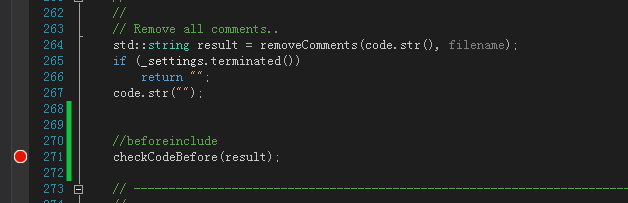 262 //
263 // Remove all comments..
264 std::string result = removeComments(code.str(), filename);
265 if (_settings.terminated())
266 return "";
267 code.str("");
268
269
270 //beforeinclude
271 checkCodeBefore(result);
272
273 // --------------------------------------------------------------------------